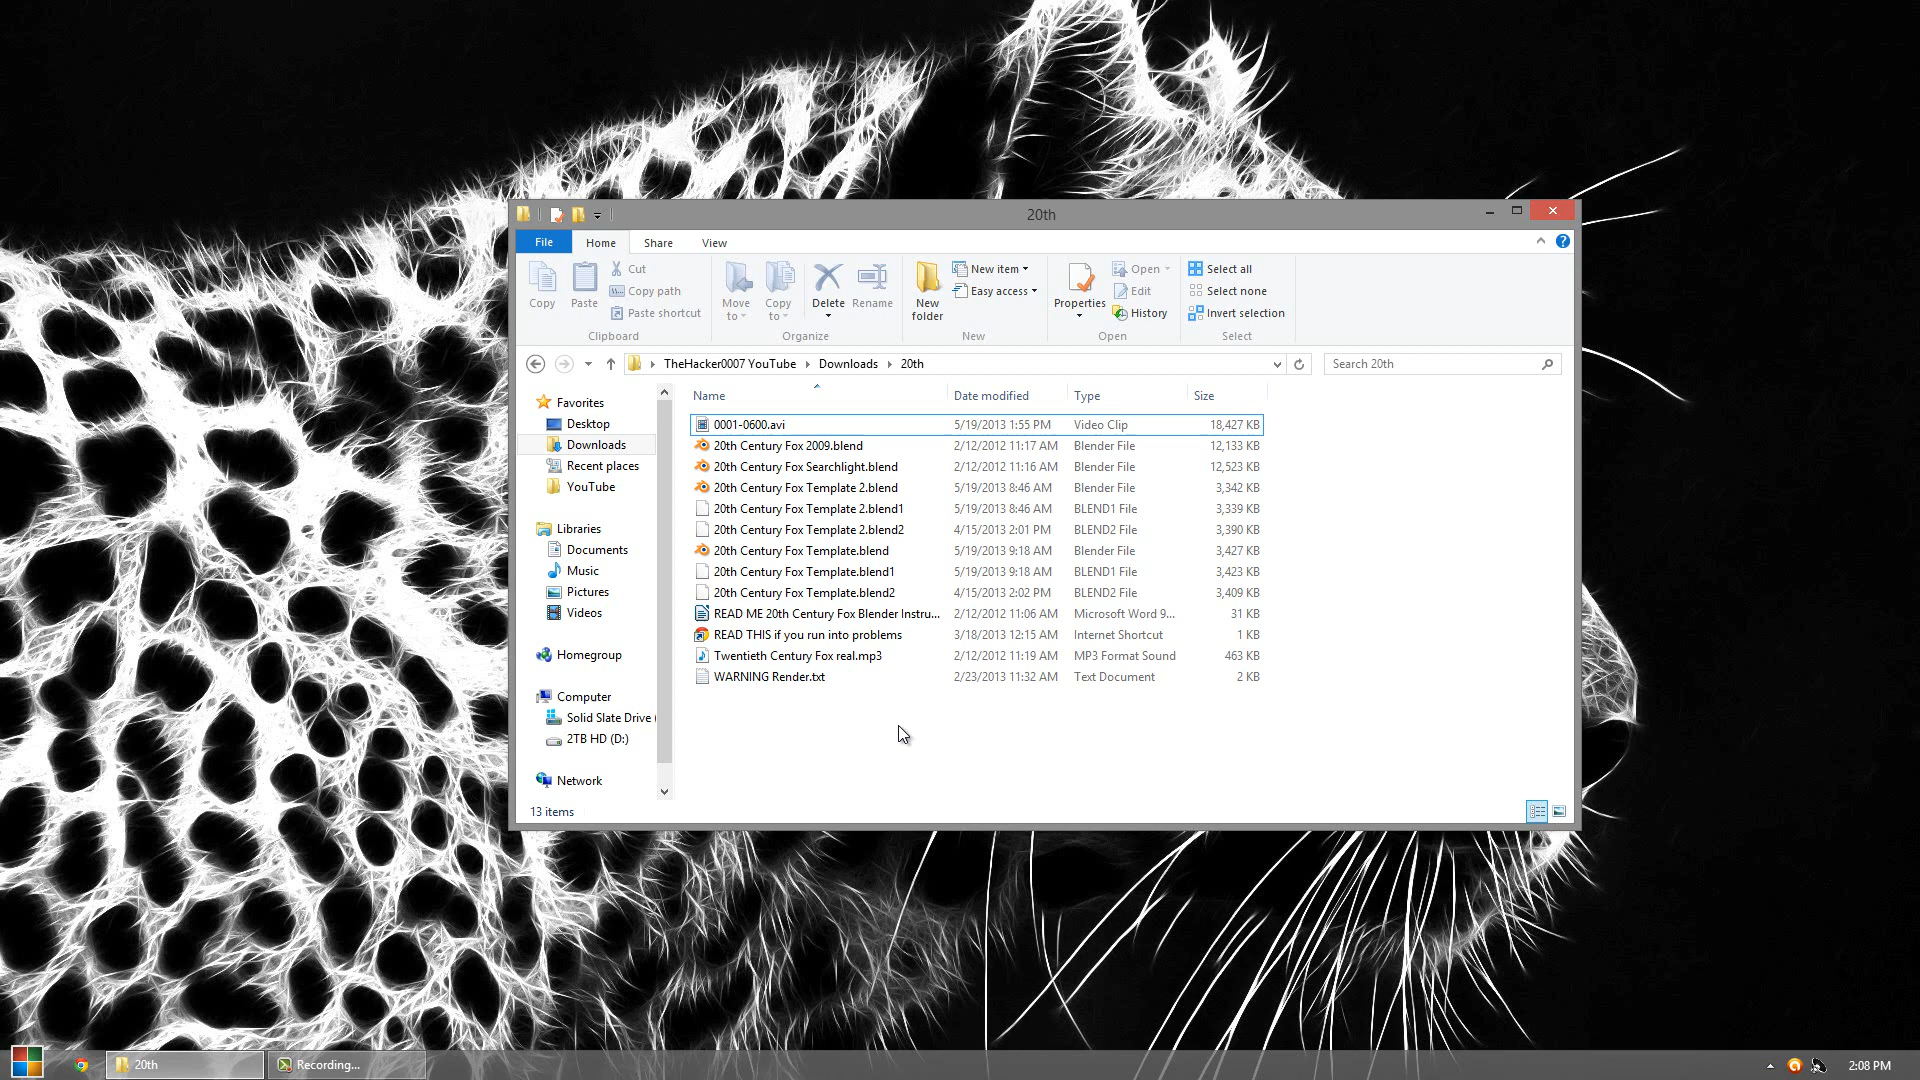 20th
File Home Share View
Copy
Paste
Cut
Copy path
Paste shortcut
Clipboard
Move to
Copy to
Delete
Rename
Organize
New folder
New item
Easy access
New
Properties
Open
Edit
History
Open
Select all
Select none
Invert selection
Select
TheHacker0007 YouTube Downloads 20th
Search 20th
Favorites
Desktop
Downloads
Recent places
YouTube
Libraries
Documents
Music
Pictures
Videos
Homegroup
Computer
Solid Slate Drive (
2TB HD (D:)
Network
Name Date modified Type Size
0001-0600.avi 5/19/2013 1:55 PM Video Clip 18,427 KB
20th Century Fox 2009.blend 2/12/2012 11:17 AM Blender File 12,133 KB
20th Century Fox Searchlight.blend 2/12/2012 11:16 AM Blender File 12,523 KB
20th Century Fox Template 2.blend 5/19/2013 8:46 AM Blender File 3,342 KB
20th Century Fox Template 2.blend1 5/19/2013 8:46 AM BLEND1 File 3,339 KB
20th Century Fox Template 2.blend2 4/15/2013 2:01 PM BLEND2 File 3,390 KB
20th Century Fox Template.blend 5/19/2013 9:18 AM Blender File 3,427 KB
20th Century Fox Template.blend1 5/19/2013 9:18 AM BLEND1 File 3,423 KB
20th Century Fox Template.blend2 4/15/2013 2:02 PM BLEND2 File 3,409 KB
READ ME 20th Century Fox Blender Instru... 2/12/2012 11:06 AM Microsoft Word 9... 31 KB
READ THIS if you run into problems 3/18/2013 12:15 AM Internet Shortcut 1 KB
Twentieth Century Fox real.mp3 2/12/2012 11:19 AM MP3 Format Sound 463 KB
WARNING Render.txt 2/23/2013 11:32 AM Text Document 2 KB
13 items
20th
Recording...
2:08 PM